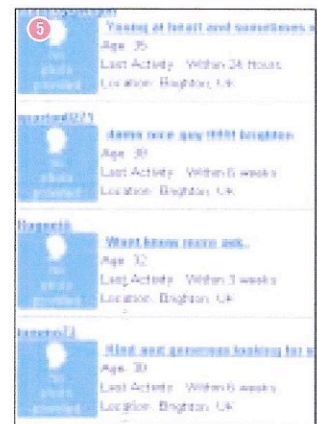 5
Young at heart and sometimes
Age: 35
Last Activity: Within 24 Hours
Location: Brighton, UK
no
photo
provided
damn nice guy !!!!!! brighton
Age: 30
Last Activity: Within 6 weeks
Location: Brighton, UK
no
photo
provided
Want know more ask..
Age: 32
Last Activity: Within 3 weeks
Location: Brighton, UK
no
photo
provided
Kind and generous looking for
Age: 30
Last Activity: Within 6 weeks
Location: Brighton, UK
no
photo
provided